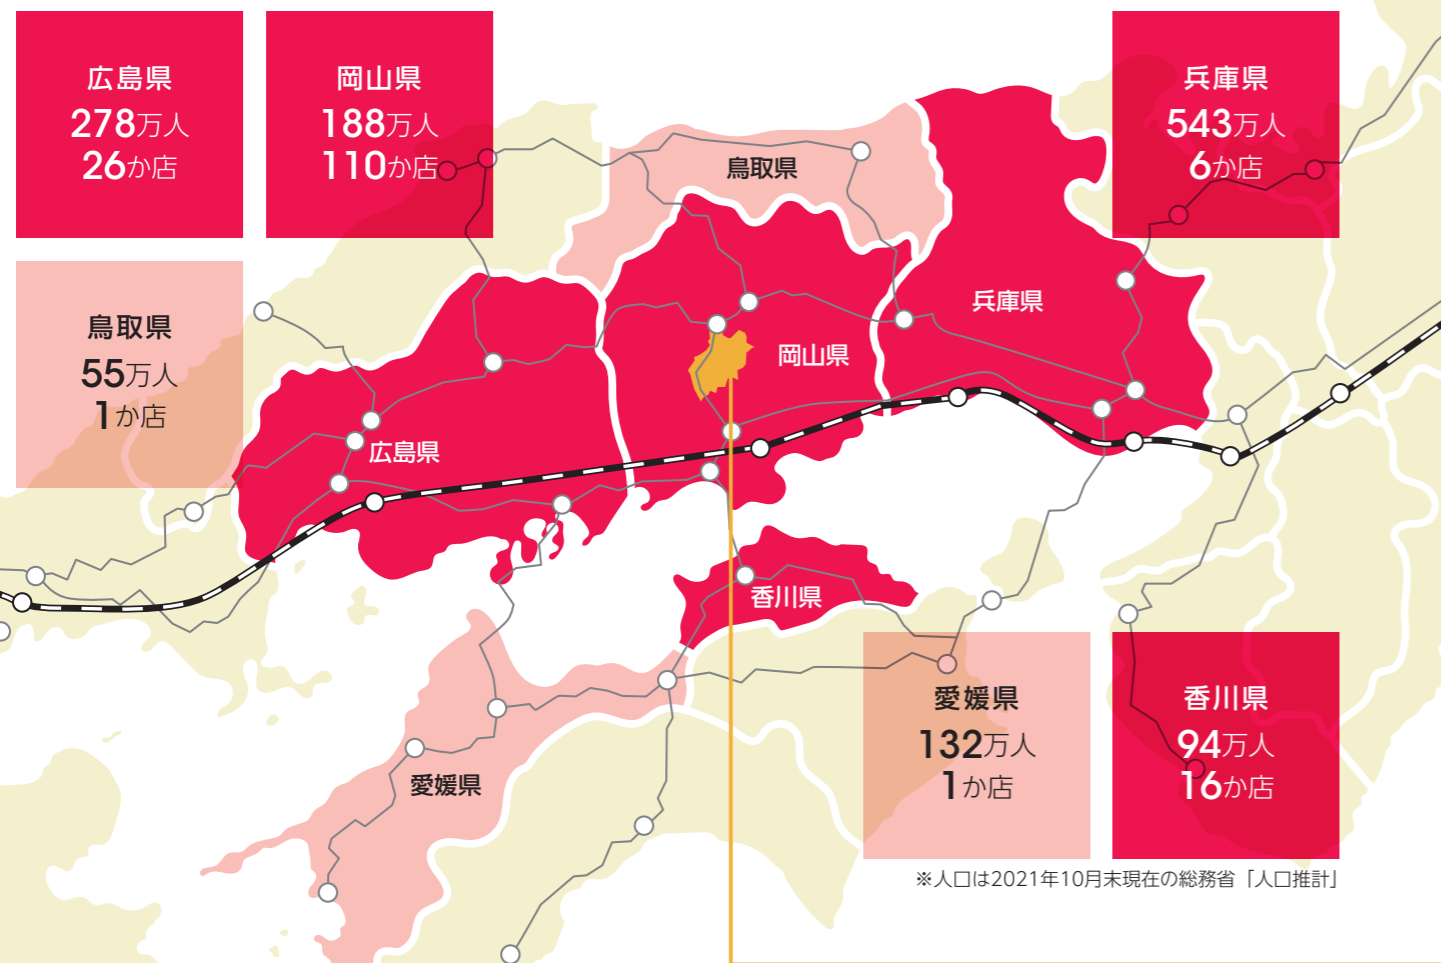 広島県
278万人
26か店
岡山県
188万人
110か店
兵庫県
543万人
6か店
鳥取県
鳥取県
55万人
1か店
兵庫県
岡山県
広島県
香川県
愛媛県
132万人
1か店
香川県
94万人
16か店
愛媛県
※人口は2021年10月末現在の総務省「人口推計」